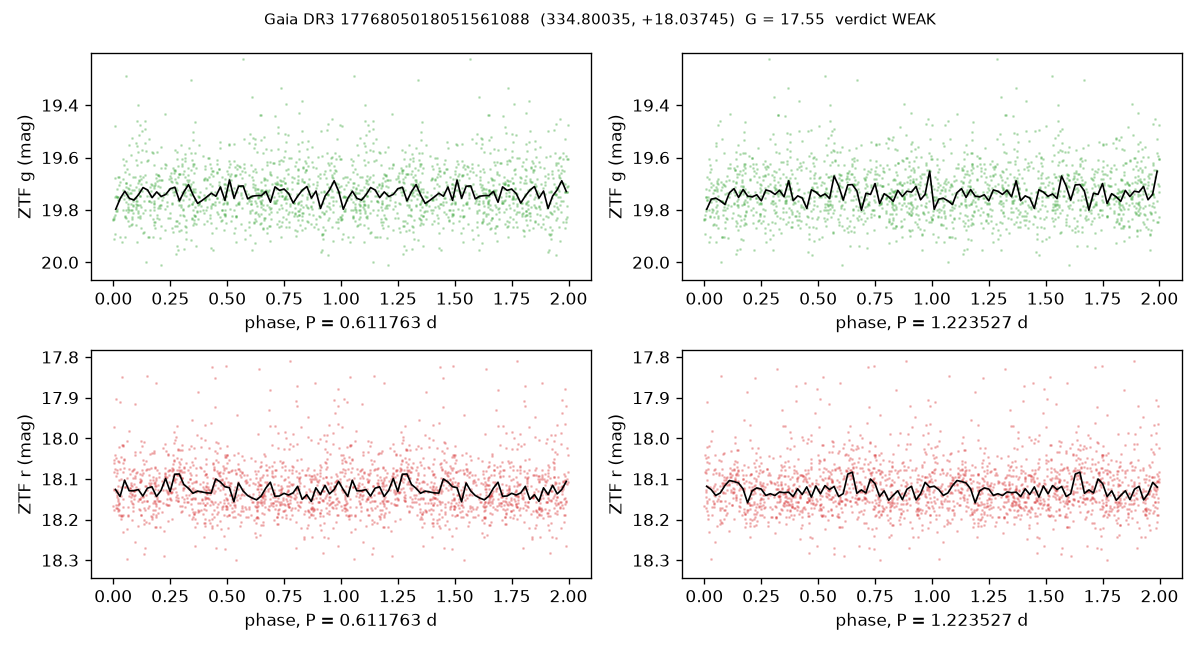 Gaia DR3 1776805018051561088  (334.80035, +18.03745)  G = 17.55  verdict WEAK
ZTF g (mag)
19.4
19.6
19.8
20.0
0.00 0.25 0.50 0.75 1.00 1.25 1.50 1.75 2.00
phase, P = 0.611763 d
ZTF g (mag)
19.4
19.6
19.8
20.0
0.00 0.25 0.50 0.75 1.00 1.25 1.50 1.75 2.00
phase, P = 1.223527 d
ZTF r (mag)
17.8
17.9
18.0
18.1
18.2
18.3
0.00 0.25 0.50 0.75 1.00 1.25 1.50 1.75 2.00
phase, P = 0.611763 d
ZTF r (mag)
17.8
17.9
18.0
18.1
18.2
18.3
0.00 0.25 0.50 0.75 1.00 1.25 1.50 1.75 2.00
phase, P = 1.223527 d